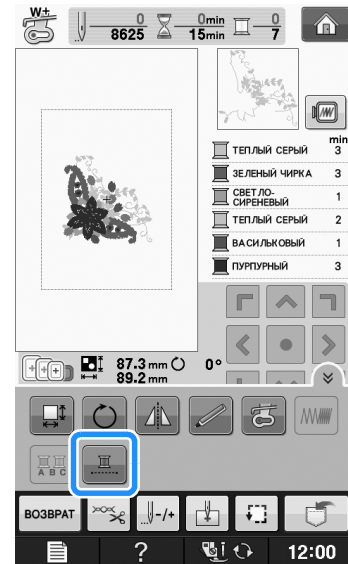 W+
0 0min 0
8625 15min 7
min
ТЕПЛЫЙ СЕРЫЙ 3
ЗЕЛЕНЫЙ ЧИРКА 3
СВЕТЛО-
СИРЕНЕВЫЙ 1
ТЕПЛЫЙ СЕРЫЙ 2
ВАСИЛЬКОВЫЙ 1
ПУРПУРНЫЙ 3
87.3 mm 0°
89.2 mm
A B C
ВОЗВРАТ -/+
? 12:00